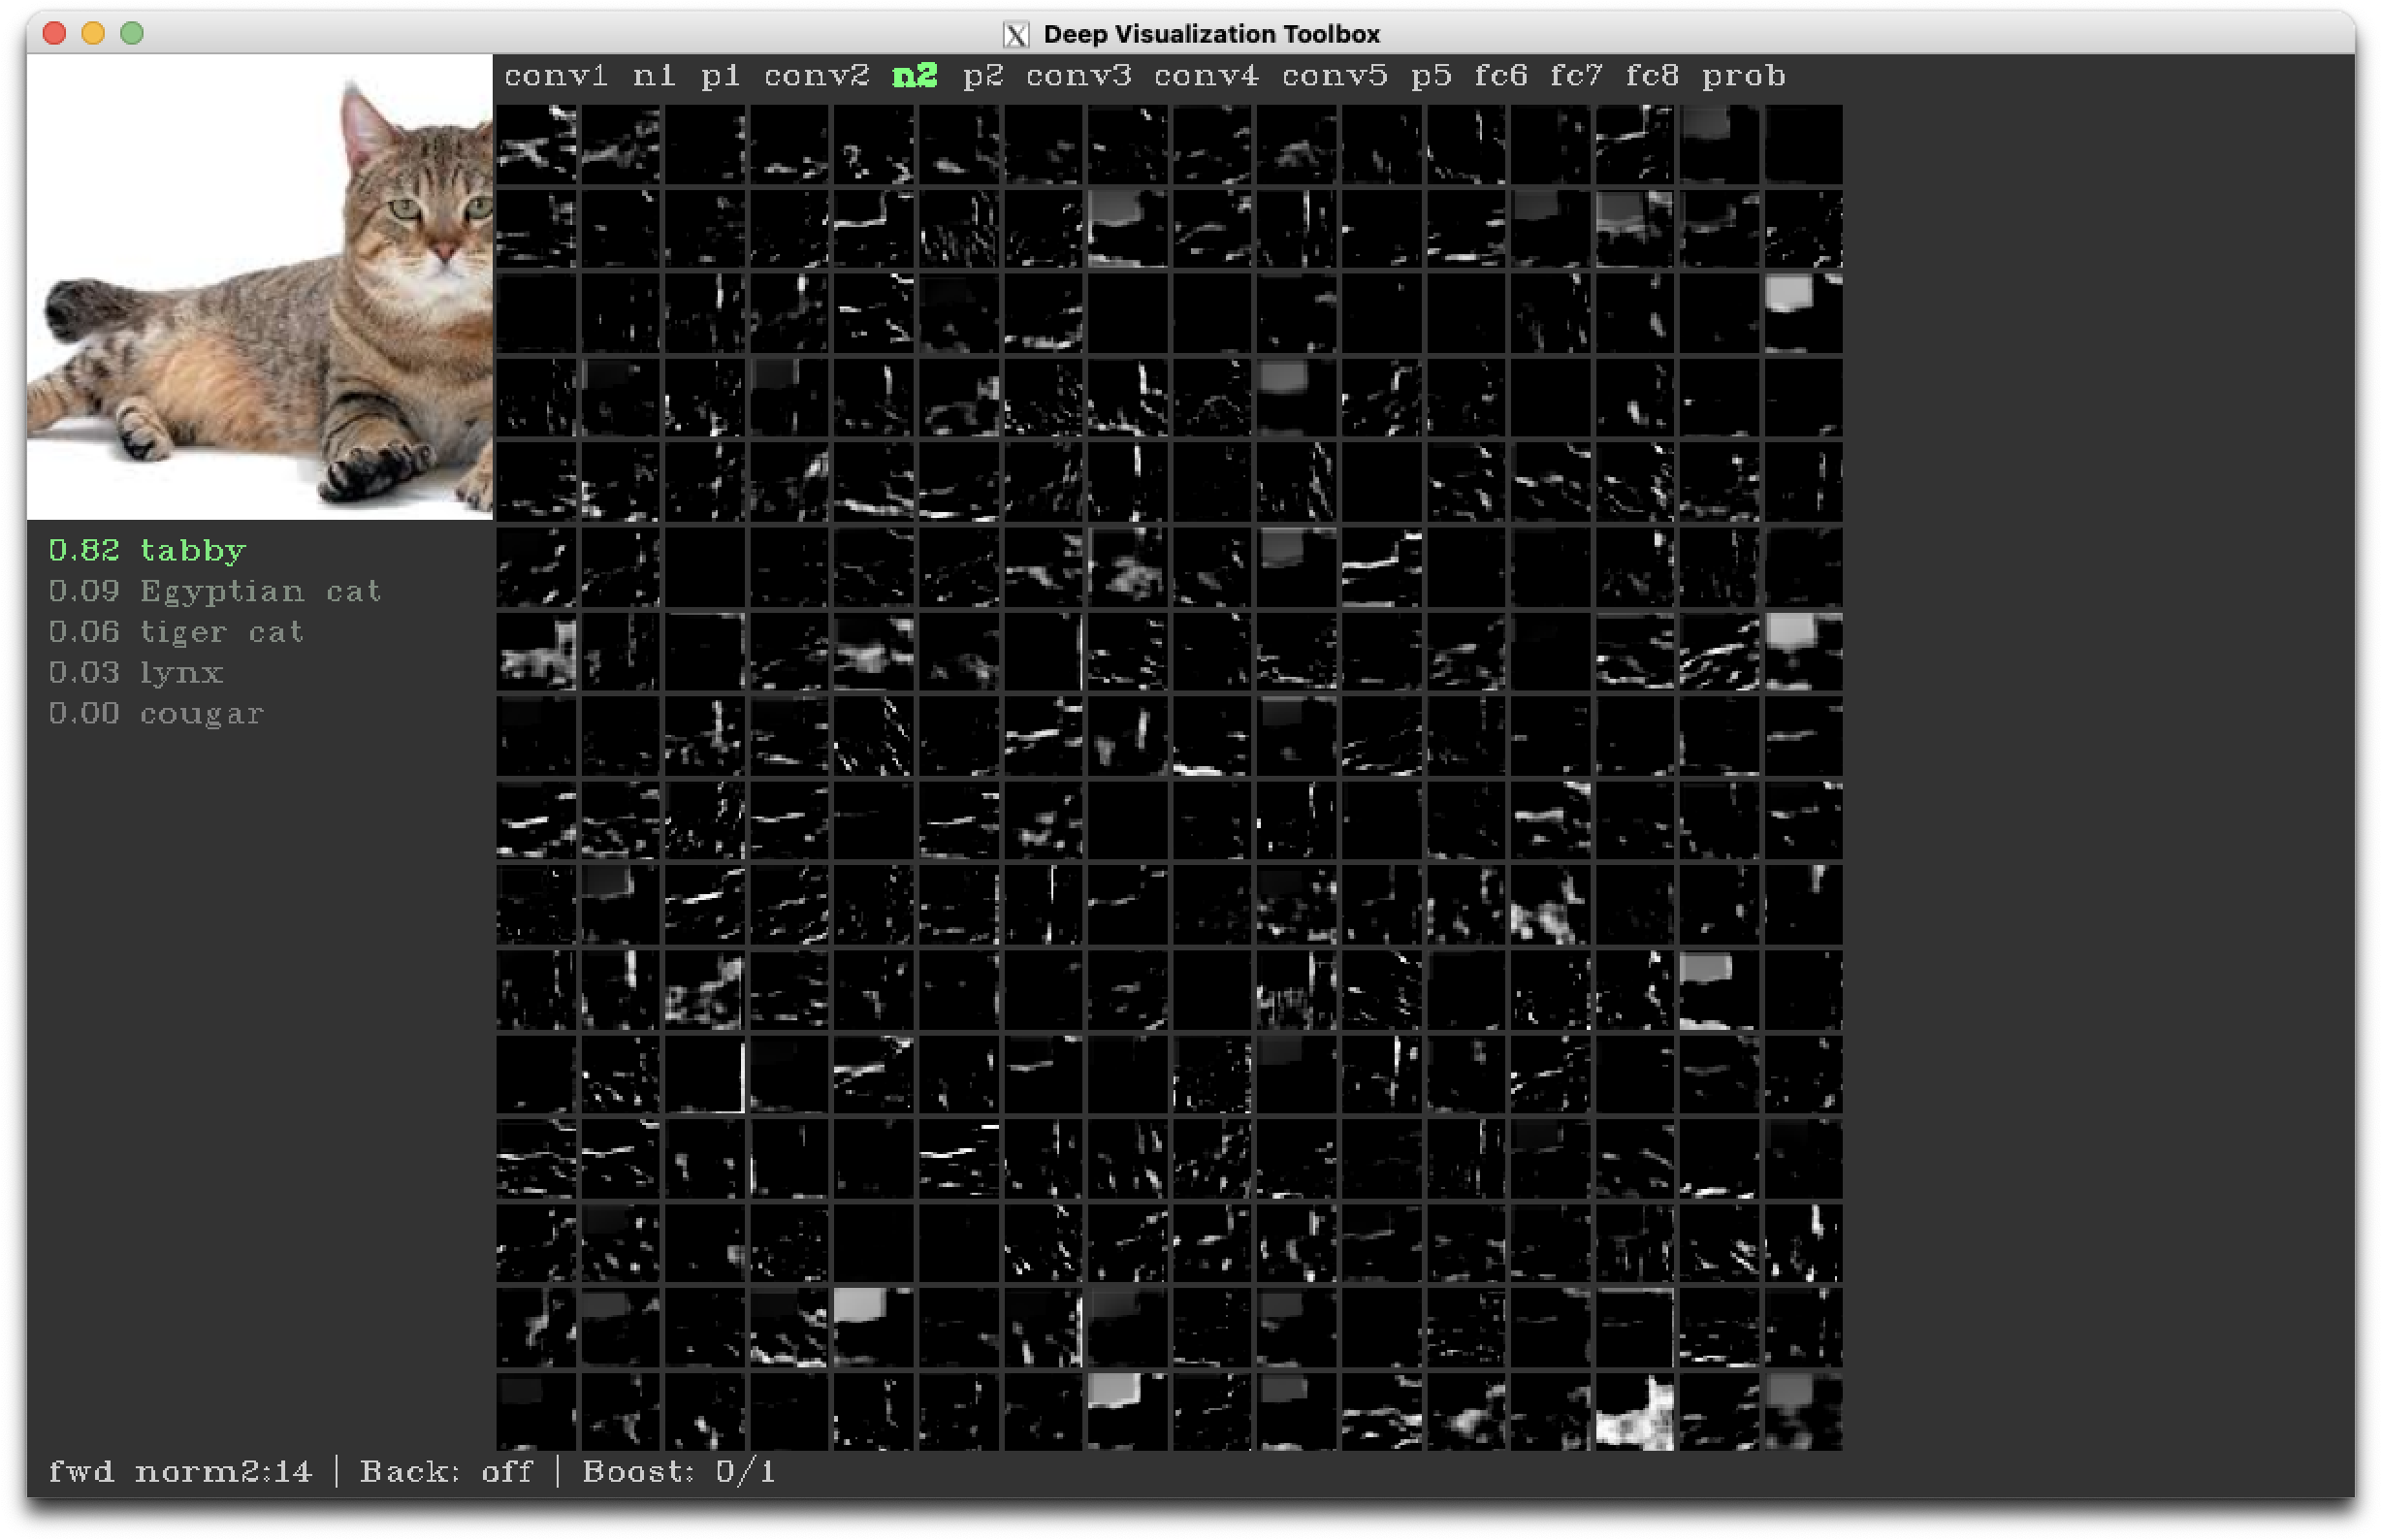 Deep Visualization Toolbox
conv1 n1 p1 conv2 n2 p2 conv3 conv4 conv5 p5 fc6 fc7 fc8 prob
0.82 tabby
0.09 Egyptian cat
0.06 tiger cat
0.03 lynx
0.00 cougar
fwd norm2:14 | Back: off | Boost: 0/1